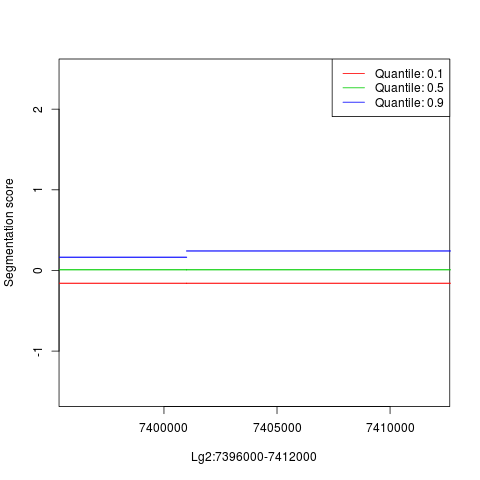 Quantile: 0.1
Quantile: 0.5
Quantile: 0.9
Segmentation score
2
1
0
-1
7400000 7405000 7410000
Lg2:7396000-7412000